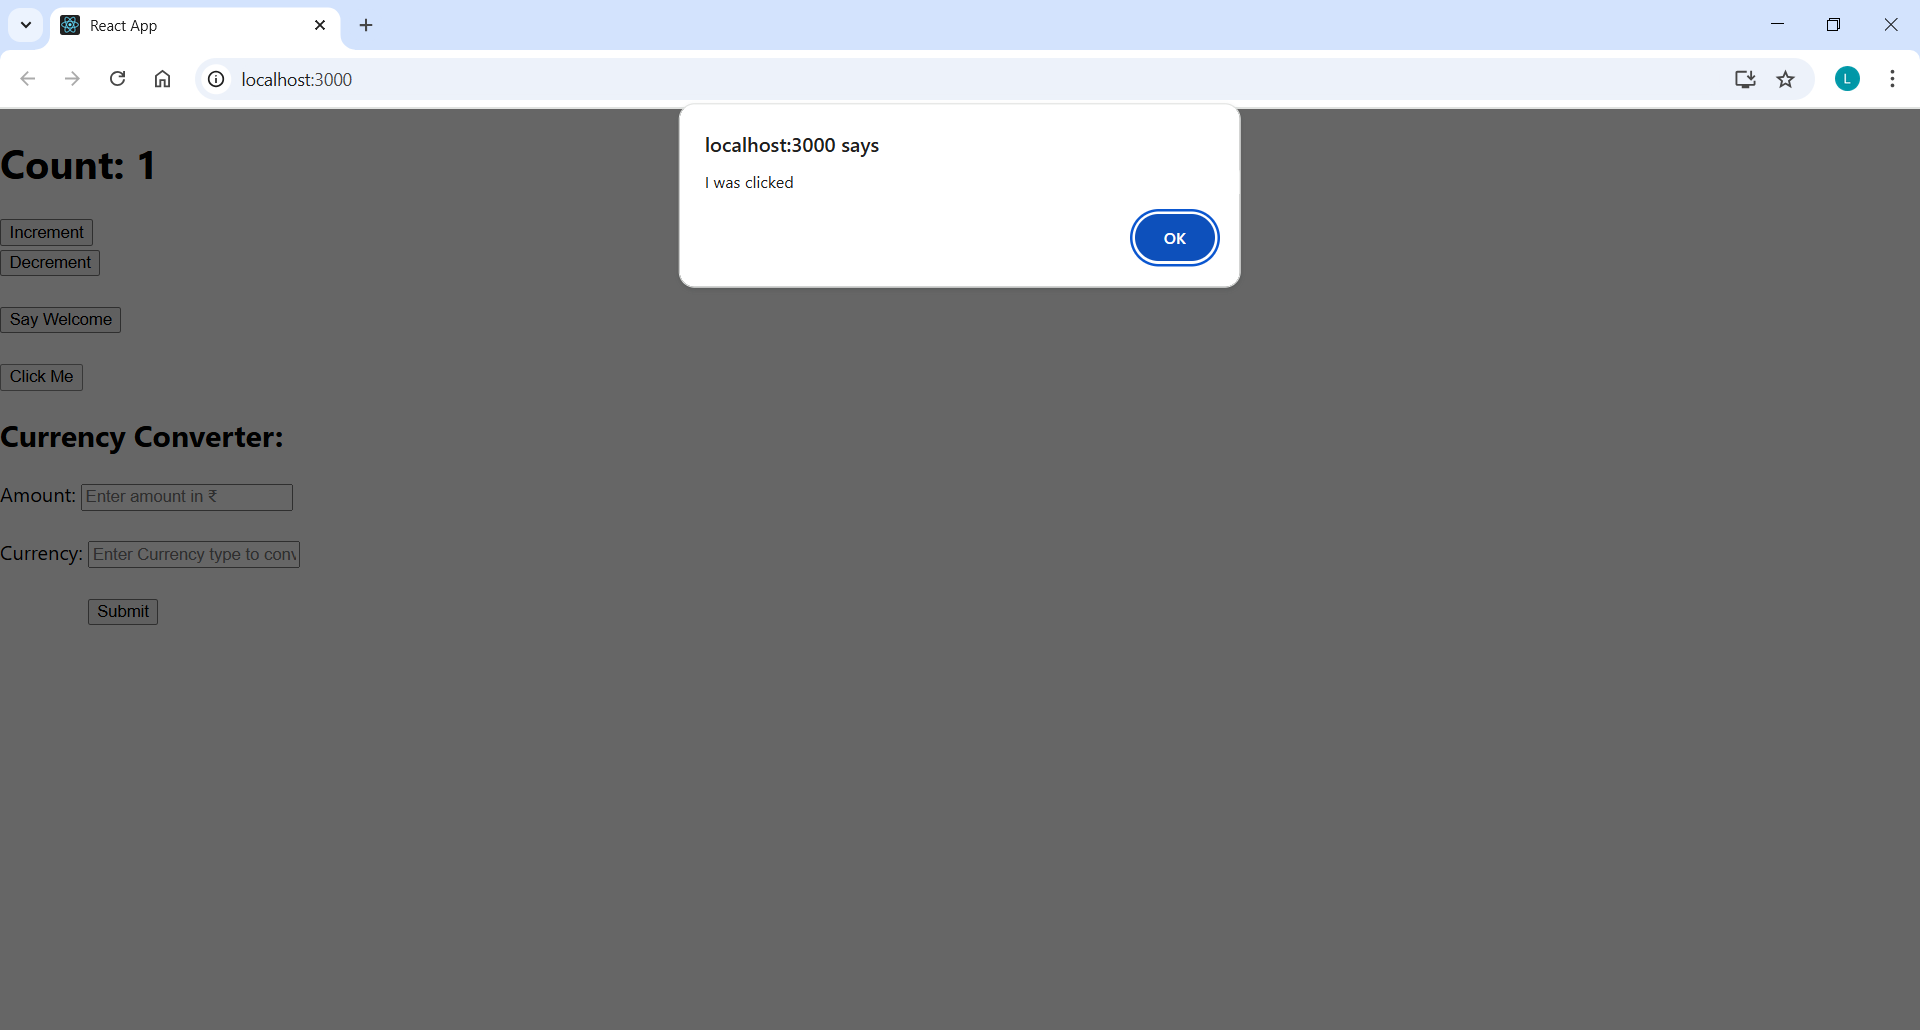 React App
localhost:3000
localhost:3000 says
I was clicked
OK
L
Count: 1
Increment
Decrement
Say Welcome
Click Me
Currency Converter:
Amount: Enter amount in ₹
Currency: Enter Currency type to conv
Submit